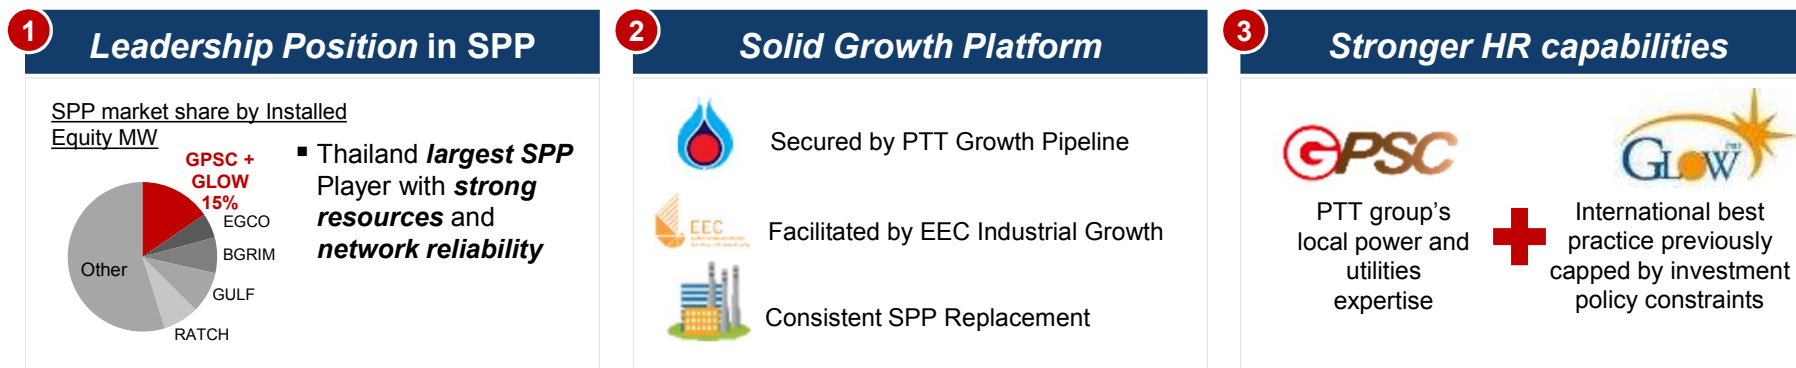 1
Leadership Position in SPP
SPP market share by Installed
Equity MW
GPSC +
GLOW
15%
EGCO
BGRIM
GULF
RATCH
Other
▪ Thailand largest SPP
Player with strong
resources and
network reliability
2
Solid Growth Platform
Secured by PTT Growth Pipeline
EEC
Facilitated by EEC Industrial Growth
Consistent SPP Replacement
3
Stronger HR capabilities
GPSC
PTT group's
local power and
utilities
expertise
GLOW
International best
practice previously
capped by investment
policy constraints